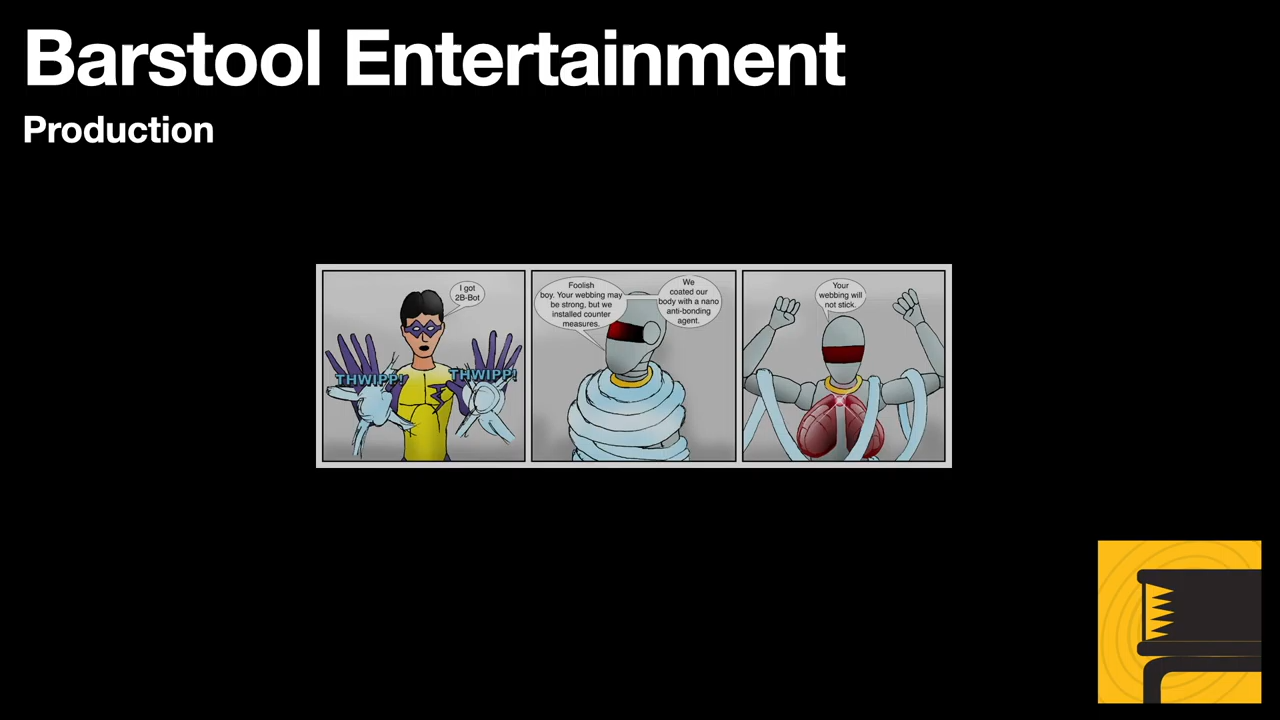 Barstool Entertainment
Production
I got
2B-Bot
THWIPP!
THWIPP!
Foolish
boy. Your webbing may
be strong, but we
installed counter
measures.
We
coated our
body with a nano
anti-bonding
agent.
Your
webbing will
not stick.